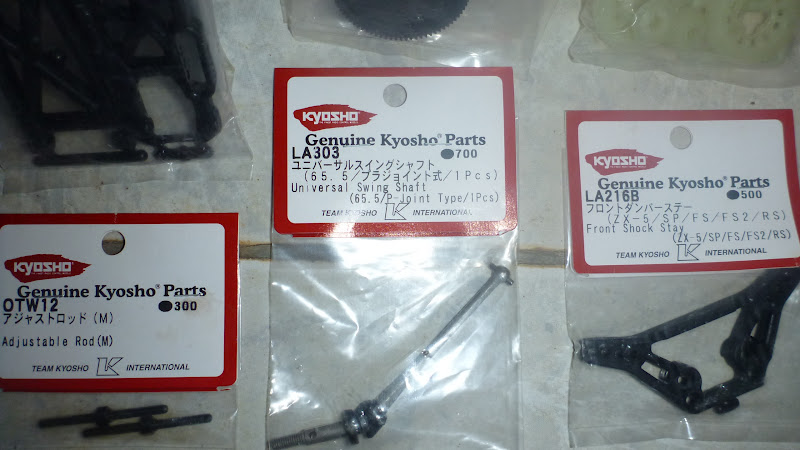 KYOSHO
Genuine Kyosho® Parts
LA303 ●700
ユニバーサルスイングシャフト
(65.5/プラジョイント式/1Pcs)
Universal Swing Shaft
(65.5/P-Joint Type/1Pcs)
TEAM KYOSHO K INTERNATIONAL
KYOSHO
Genuine Kyosho® Parts
LA216B ●500
フロントダンパーステー
(ZX-5/SP/FS/FS2/RS)
Front Shock Stay
(ZX-5/SP/FS/FS2/RS)
TEAM KYOSHO K INTERNATIONAL
KYOSHO
Genuine Kyosho® Parts
OTW12 ●300
アジャストロッド(M)
Adjustable Rod(M)
TEAM KYOSHO K INTERNATIONAL